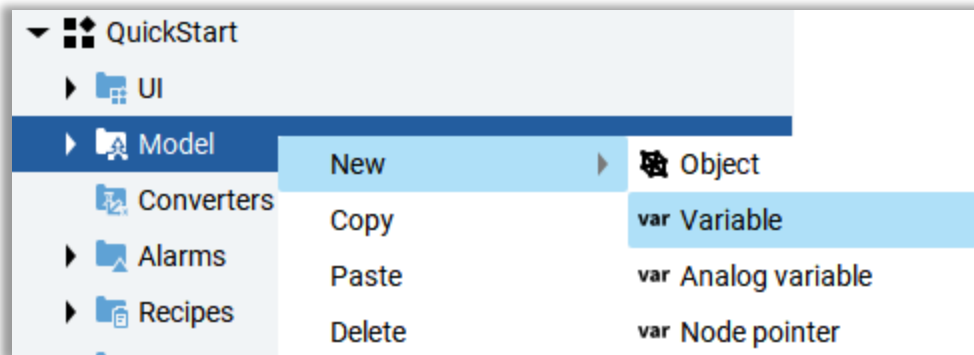 QuickStart
UI
Model
New
Object
Converters
Copy
var Variable
Alarms
Paste
var Analog variable
Recipes
Delete
var Node pointer